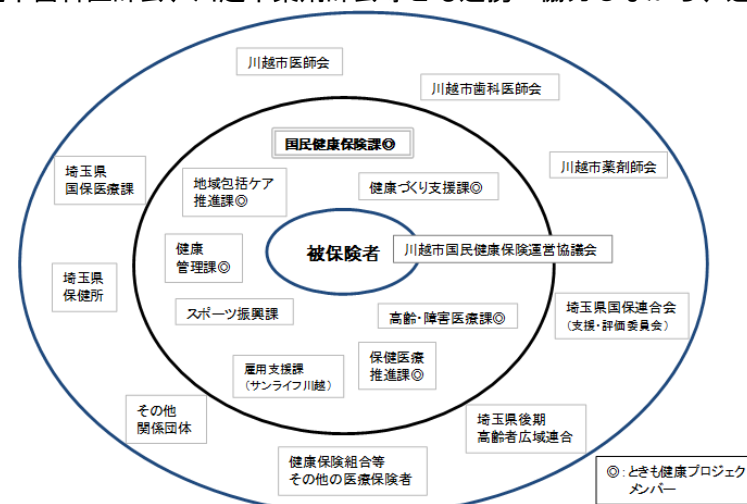 川越市医師会
川越市歯科医師会
国民健康保険課◎
川越市薬剤師会
埼玉県
国保医療課
地域包括ケア
推進課◎
健康づくり支援課◎
健康
管理課◎
被保険者
川越市国民健康保険運営協議会
埼玉県
保健所
スポーツ振興課
高齢・障害医療課◎
埼玉県国保連合会
(支援・評価委員会)
雇用支援課
(サンライフ川越)
保健医療
推進課◎
その他
関係団体
埼玉県後期
高齢者広域連合
健康保険組合等
その他の医療保険者
◎:ときも健康プロジェク
メンバー